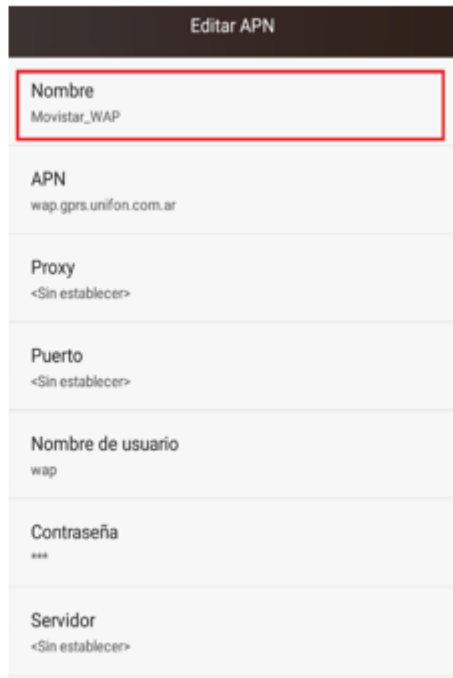 Editar APN
Nombre
Movistar_WAP
APN
wap.gprs.unifon.com.ar
Proxy
<Sin establecer>
Puerto
<Sin establecer>
Nombre de usuario
wap
Contraseña
***
Servidor
<Sin establecer>